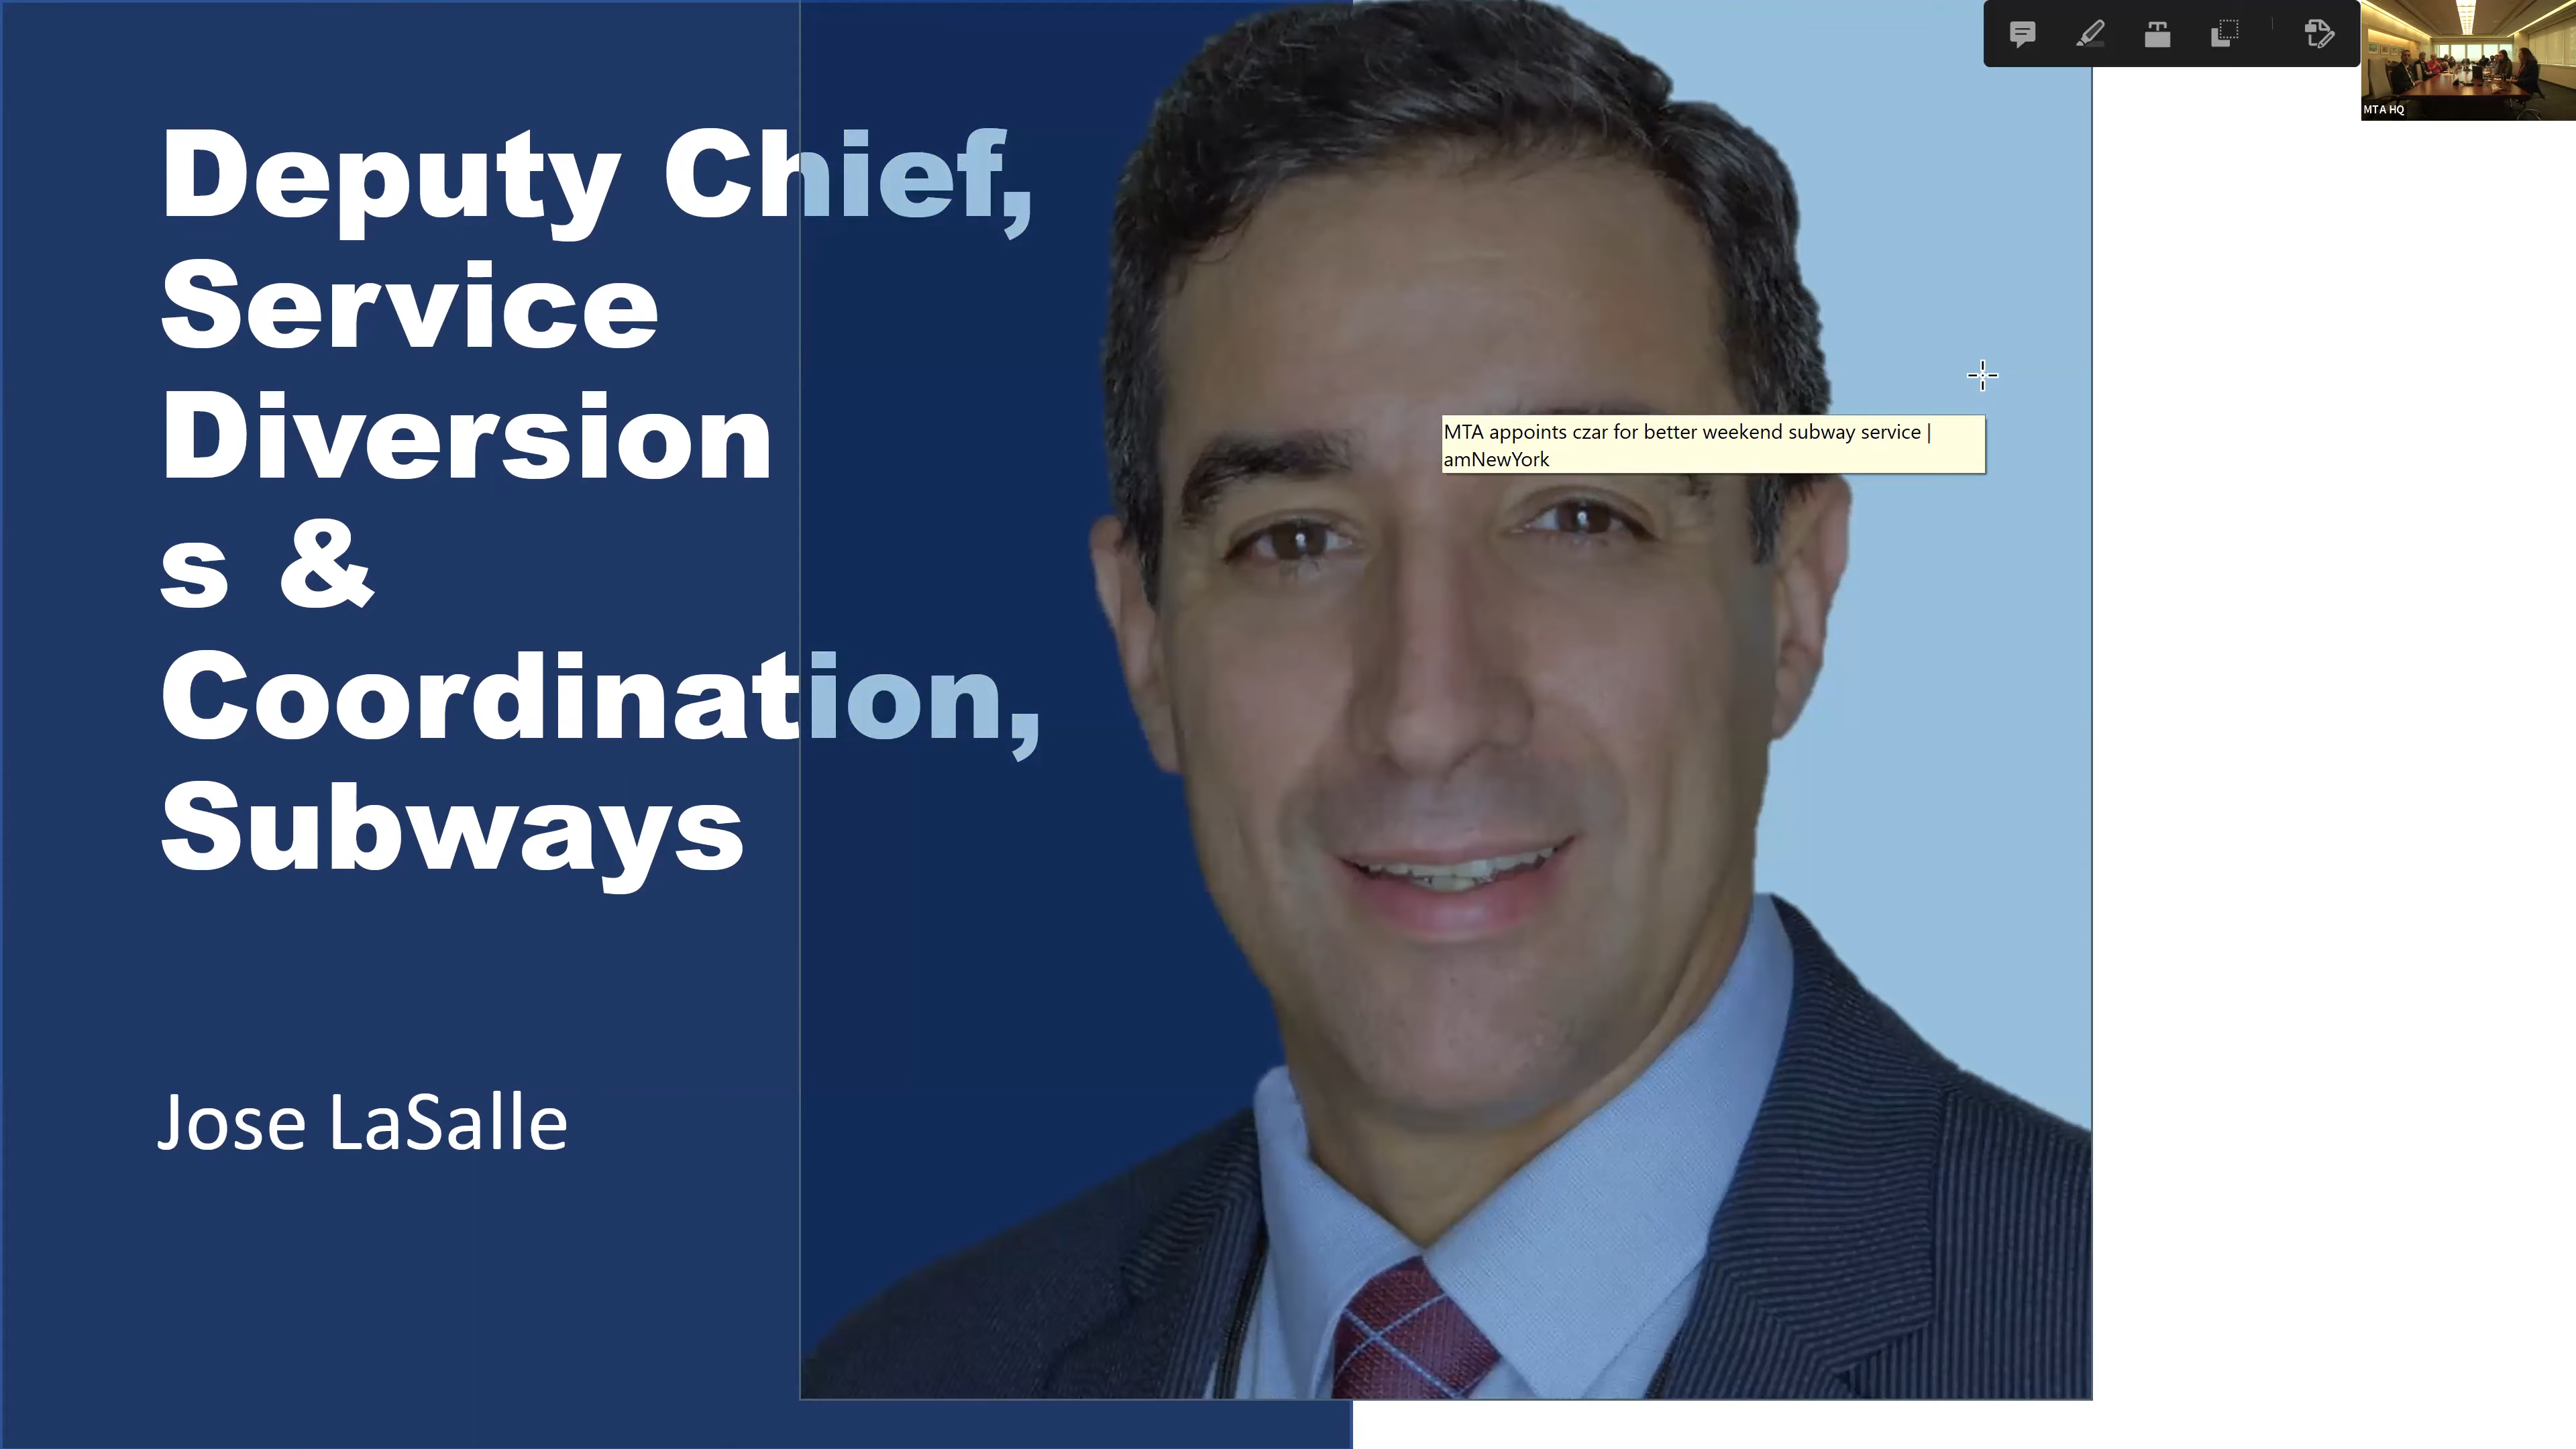 Deputy Chief,
Service
Diversion
s &
Coordination,
Subways
Jose LaSalle
MTA appoints czar for better weekend subway service |
amNewYork
MTA HQ